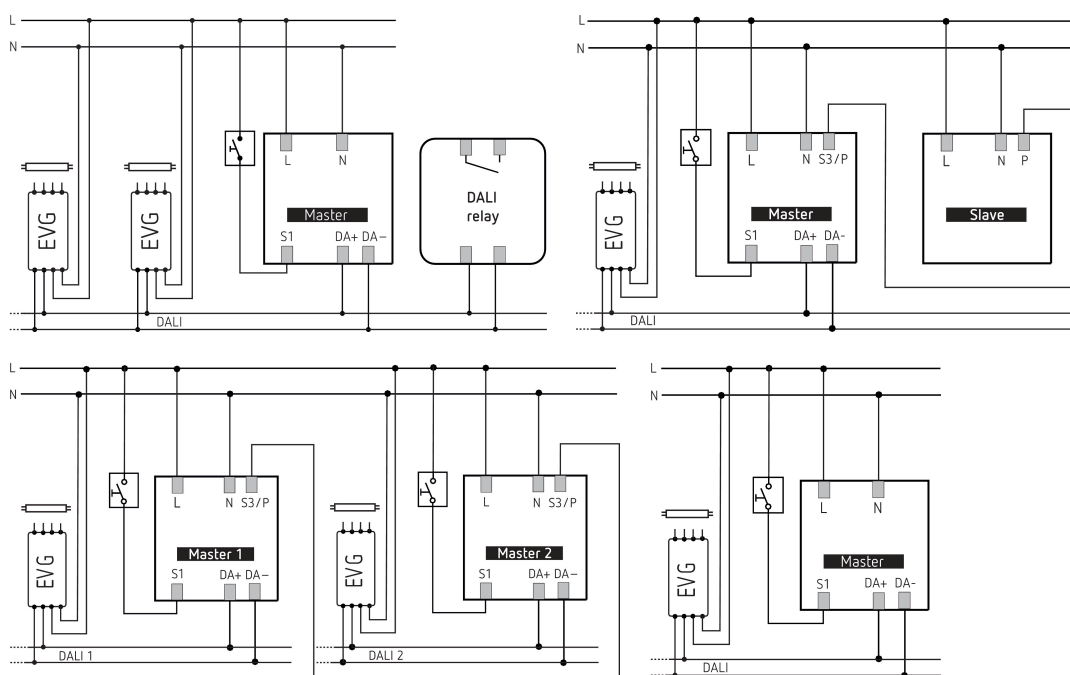 L
N
L
N
EVG
EVG
Master
S1
DA+
DA−
DALI
relay
DALI
L
N
L
N
S3/P
EVG
Master
S1
DA+
DA-
L
N
P
Slave
DALI
L
N
L
N
S3/P
EVG
Master 1
S1
DA+
DA−
DALI 1
L
N
S3/P
EVG
Master 2
S1
DA+
DA−
DALI 2
L
N
L
N
EVG
Master
S1
DA+
DA-
DALI